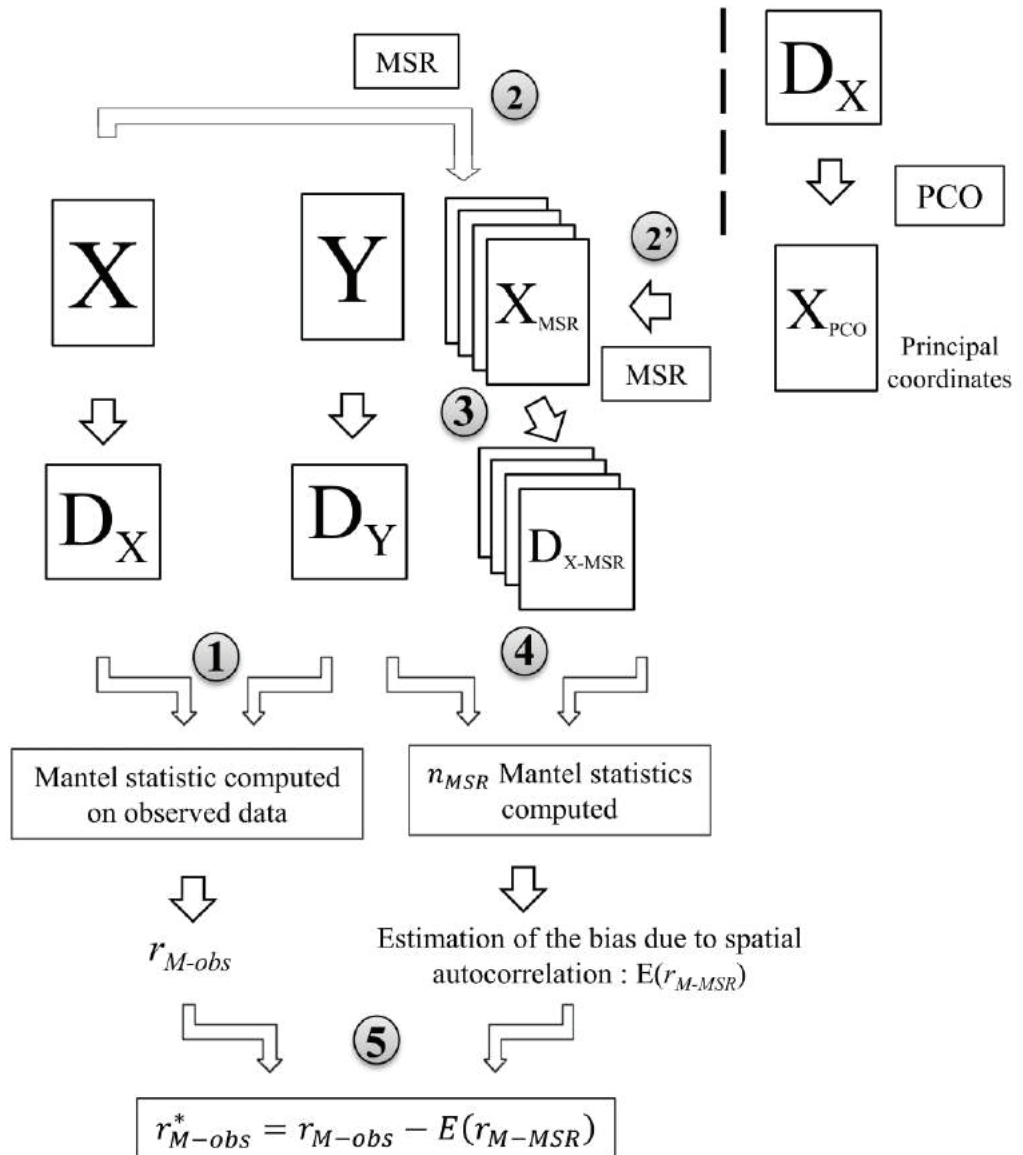 MSR
2
D_X
PCO
X
Y
X_MSR
2'
MSR
X_PCO
Principal
coordinates
3
D_X
D_Y
D_X-MSR
1
4
Mantel statistic computed
on observed data
n_MSR Mantel statistics
computed
r_M-obs
Estimation of the bias due to spatial
autocorrelation : E(r_M-MSR)
5
r*_M−obs = r_M−obs − E(r_M−MSR)